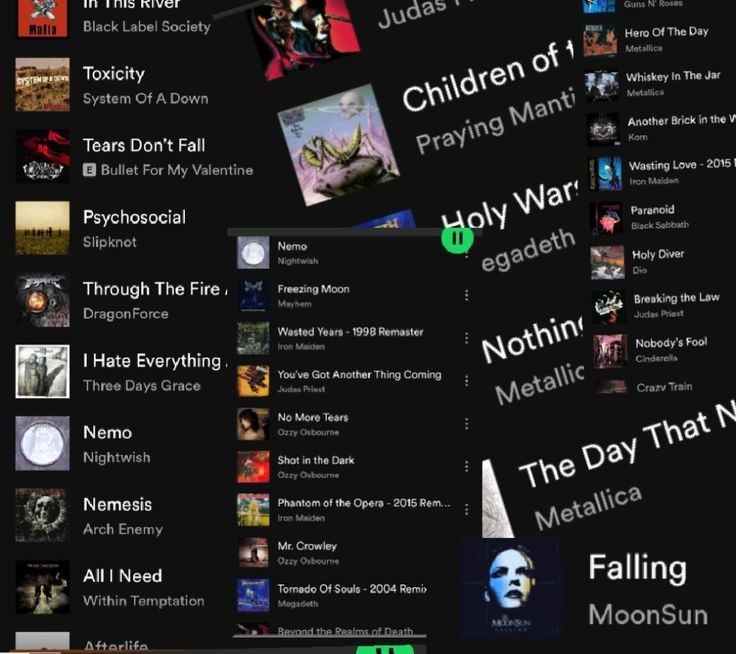 Mafia
In This River
Black Label Society
SYSTEM OF A DOWN
Toxicity
System Of A Down
Tears Don't Fall
E Bullet For My Valentine
Psychosocial
Slipknot
Through The Fire
DragonForce
I Hate Everything
Three Days Grace
Nemo
Nightwish
Nemesis
Arch Enemy
All I Need
Within Temptation
Afterlife
Judas P
Children of t
Praying Manti
Holy Wars
egadeth
Nothing
Metallic
The Day That N
Metallica
Nemo
Nightwish
Freezing Moon
Mayhem
Wasted Years - 1998 Remaster
Iron Maiden
You've Got Another Thing Coming
Judas Priest
No More Tears
Ozzy Osbourne
Shot in the Dark
Ozzy Osbourne
Phantom of the Opera - 2015 Rem...
Iron Maiden
Mr. Crowley
Ozzy Osbourne
Tornado Of Souls - 2004 Remix
Megadeth
Beyond the Realms of Death
Guns N' Roses
Hero Of The Day
Metallica
Whiskey In The Jar
Metallica
Another Brick in the W
Korn
Wasting Love - 2015
Iron Maiden
Paranoid
Black Sabbath
Holy Diver
Dio
Breaking the Law
Judas Priest
Nobody's Fool
Cinderella
Crazy Train
MOONSUN
FALLING
Falling
MoonSun